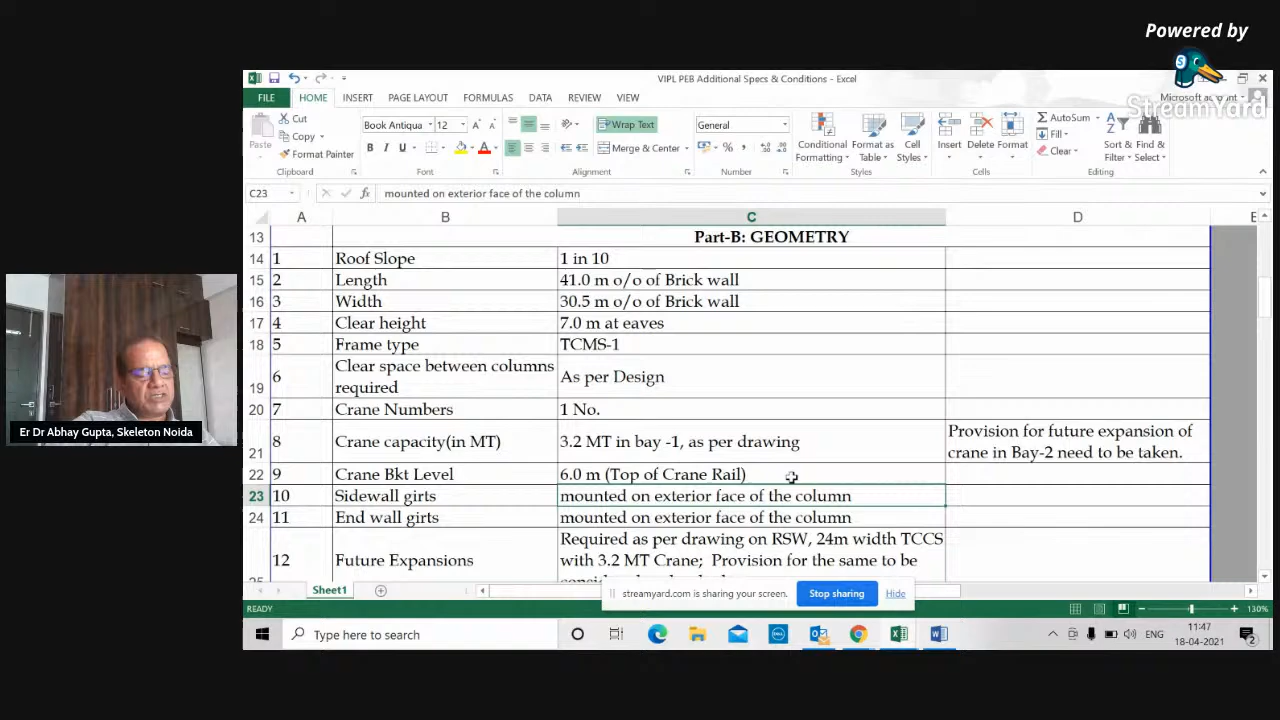 Powered by
StreamYard
VIPL PEB Additional Specs & Conditions - Excel
Microsoft account
FILE HOME INSERT PAGE LAYOUT FORMULAS DATA REVIEW VIEW
Paste
Cut
Copy
Format Painter
Clipboard
Book Antiqua 12
B I U
Font
Wrap Text
Merge & Center
Alignment
General
Number
Conditional Formatting
Format as Table
Cell Styles
Styles
Insert Delete Format
Cells
AutoSum
Fill
Clear
Sort & Filter
Find & Select
Editing
C23 fx mounted on exterior face of the column
A B C D E
13 Part-B: GEOMETRY
14 1 Roof Slope 1 in 10
15 2 Length 41.0 m o/o of Brick wall
16 3 Width 30.5 m o/o of Brick wall
17 4 Clear height 7.0 m at eaves
18 5 Frame type TCMS-1
19 6 Clear space between columns required As per Design
20 7 Crane Numbers 1 No.
21 8 Crane capacity(in MT) 3.2 MT in bay -1, as per drawing Provision for future expansion of crane in Bay-2 need to be taken.
22 9 Crane Bkt Level 6.0 m (Top of Crane Rail)
23 10 Sidewall girts mounted on exterior face of the column
24 11 End wall girts mounted on exterior face of the column
12 Future Expansions Required as per drawing on RSW, 24m width TCCS
with 3.2 MT Crane; Provision for the same to be
Sheet1
streamyard.com is sharing your screen. Stop sharing Hide
READY
130%
Type here to search
ENG
11:47
18-04-2021
2
Er Dr Abhay Gupta, Skeleton Noida